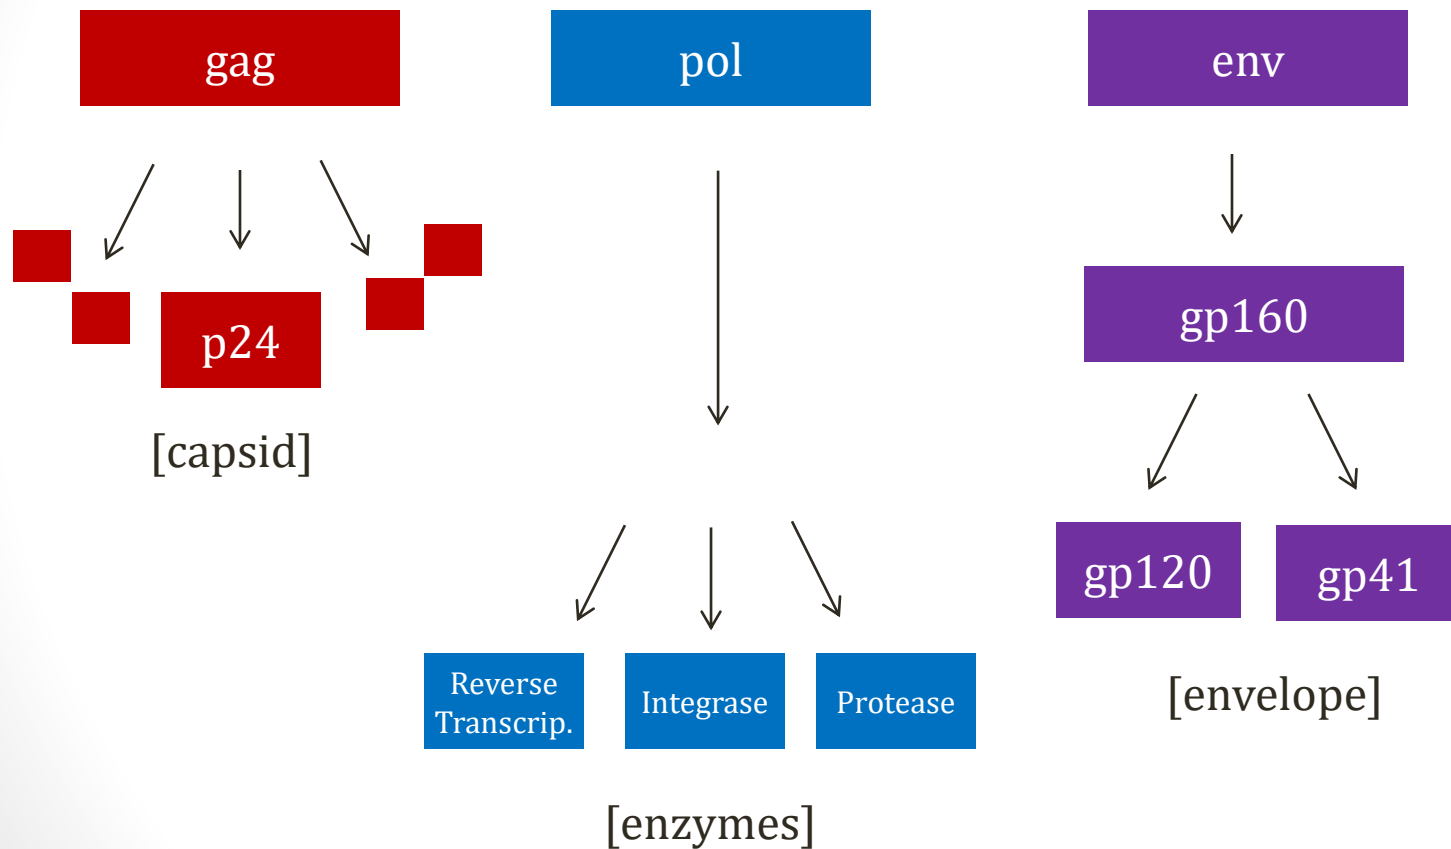 gag
pol
env
p24
[capsid]
gp160
gp120
gp41
[envelope]
Reverse
Transcrip.
Integrase
Protease
[enzymes]